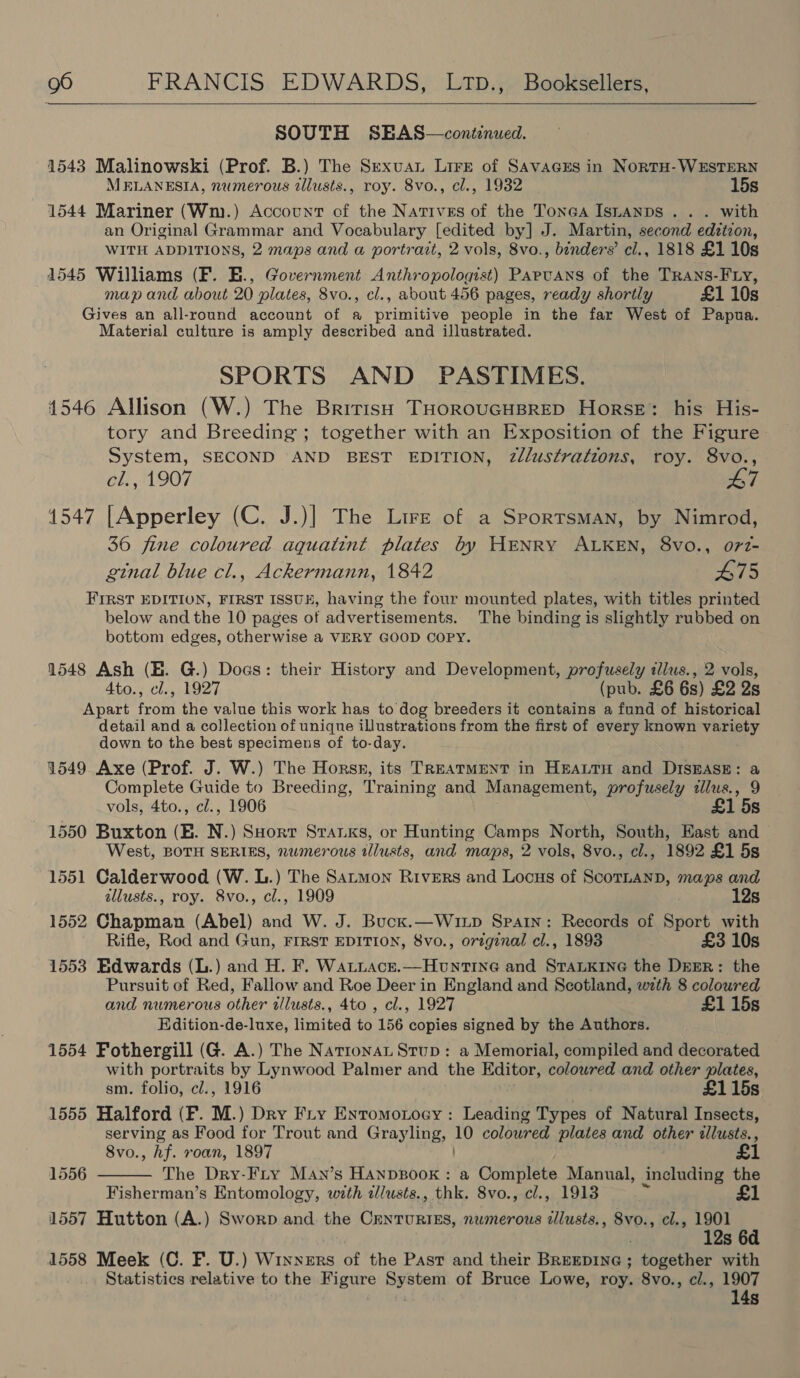 96 FRANCIS EDWARDS, LTD., Booksellers,
SOUTH SEAS—continued.
1543 Malinowski (Prof. B.) The SEXUAL LIFE of SAVAGES in NORTH-WESTERN
MELANESIA, numerous illusts., roy. 8vo., cl., 1932 15s
1544 Mariner (Wm.) Account of the NATIVES of the TONGA ISLANDS . . . with
an Original Grammar and Vocabulary [edited by] J. Martin, second edition,
WITH ADDITIONS, 2 maps and a portrait, 2 vols, 8vo., binders' cl., 1818 £1 10s
1545 Williams (F. E., Government Anthropologist) PAPUANS of the TRANS-FLY,
map and about 20 plates, 8vo., cl., about 456 pages, ready shortly £1 10s
Gives an all-round account of a primitive people in the far West of Papua.
Material culture is amply described and illustrated.
SPORTS AND PASTIMES.
1546 Allison (W.) The BRITISH THOROUGHBRED HORSE: his His-
tory and Breeding; together with an Exposition of the Figure
System, SECOND AND BEST EDITION, illustrations, roy. 8vo.,
cl., 1907 £7
1547 [Apperley (C. J.)] The LIFE of a SPORTSMAN, by Nimrod,
36 fine coloured aquatint plates by HENRY ALKEN, 8vo., ori-
ginal blue cl., Ackermann, 1842 £75
FIRST EDITION, FIRST ISSUE, having the four mounted plates, with titles printed
below and the 10 pages of advertisements. The binding is slightly rubbed on
bottom edges, otherwise a VERY GOOD COPY.
1548 Ash (E. G.) DOGS: their History and Development, profusely illus., 2 vols,
4to., cl., 1927 (pub. £6 6s) £2 2s
Apart from the value this work has to dog breeders it contains a fund of historical
detail and a collection of unique illustrations from the first of every known variety
down to the best specimens of to-day.
1549 Axe (Prof. J. W.) The HORSE, its TREATMENT in HEALTH and DISEASE: a
Complete Guide to Breeding, Training and Management, profusely illus., 9
vols, 4to., cl., 1906 £1 5s
1550 Buxton (E. N.) SHORT STALKS, or Hunting Camps North, South, East and
West, BOTH SERIES, numerous illusts, and maps, 2 vols, 8vo., cl., 1892 £1 5s
1551 Calderwood (W. L.) The SALMON RIVERS and LOCHS of SCOTLAND, maps and
illusts., roy. 8vo., cl., 1909 12s
1552 Chapman (Abel) and W. J. BUCK.—WILD SPAIN: Records of Sport with
Rifle, Rod and Gun, FIRST EDITION, 8vo., original cl., 1893 £3 10s
1553 Edwards (L.) and H. F. WALLACE.—HUNTING and STALKING the DEER: the
Pursuit of Red, Fallow and Roe Deer in England and Scotland, with 8 coloured
and numerous other illusts., 4to , cl., 1927 £1 15s
Edition-de-luxe, limited to 156 copies signed by the Authors.
1554 Fothergill (G. A.) The NATIONAL STUD: a Memorial, compiled and decorated
with portraits by Lynwood Palmer and the Editor, coloured and other plates,
sm. folio, cl., 1916 £1 15s
1555 Halford (F. M.) DRY FLY ENTOMOLOGY: Leading Types of Natural Insects,
serving as Food for Trout and Grayling, 10 coloured plates and other illusts.,
8vo., hf. roan, 1897 £1
1556 ——— The DRY-FLY MAN'S HANDBOOK: a Complete Manual, including the
Fisherman's Entomology, with illusts., thk. 8vo., cl., 1913 £1
1557 Hutton (A.) SWORD and the CENTURIES, numerous illusts., 8vo., cl., 1901
12s 6d
1558 Meek (C. F. U.) WINNERS of the PAST and their BREEDING; together with
Statistics relative to the Figure System of Bruce Lowe, roy. 8vo., cl., 1907
14s